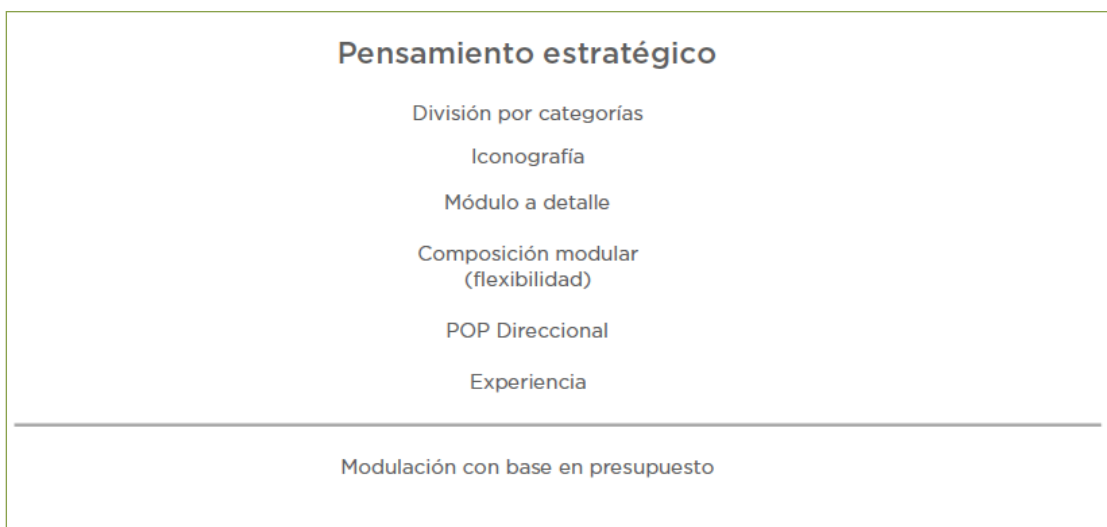 Pensamiento estratégico
División por categorías
Iconografía
Módulo a detalle
Composición modular
(flexibilidad)
POP Direccional
Experiencia
Modulación con base en presupuesto